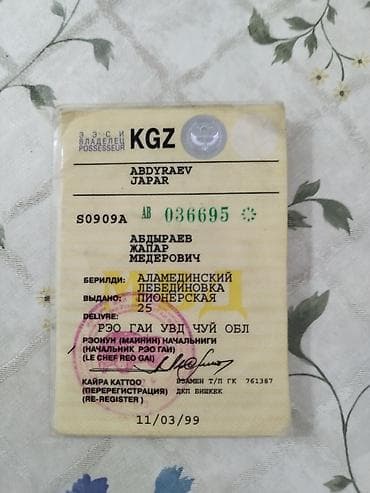 ЭЭСИ
ВЛАДЕЛЕЦ
POSSESSEUR
KGZ
ABDYRAEV
JAPAR
S0909A AB 036695
АБДЫРАЕВ
ЖАПАР
МЕДЕРОВИЧ
БЕРИЛДИ: АЛАМЕДИНСКИЙ
ЛЕБЕДИНОВКА
ВЫДАНО: ПИОНЕРСКАЯ
25
DELIVRE:
РЭО ГАИ УВД ЧУЙ ОБЛ
РЭОНУН (МАИНИН) НАЧАЛЬНИГИ
(НАЧАЛЬНИК РЭО ГАИ)
(LE CHEF REO GAI)
КАЙРА КАТТОО ВЗАМЕН Т/П ГК 761387
(ПЕРЕРЕГИСТРАЦИЯ) ДКП БИШКЕК
(RE-REGISTER)
11/03/99